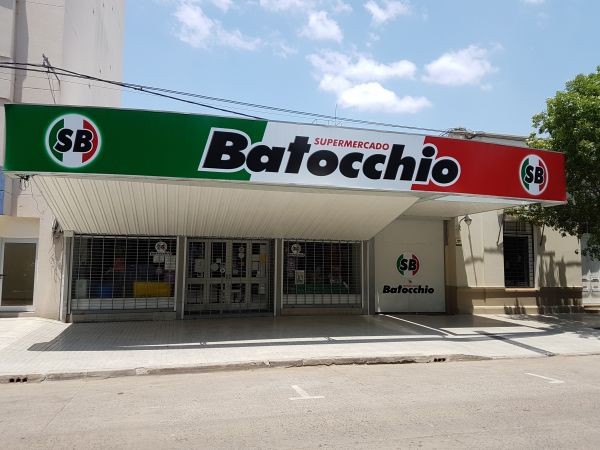 SB
SUPERMERCADO
Batocchio
SB
SB
Batocchio